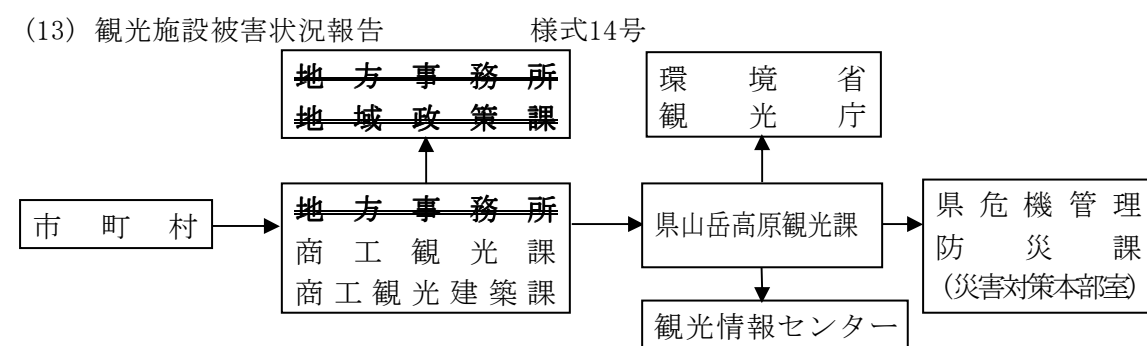 (13) 観光施設被害状況報告 様式14号
地方事務所
地域政策課
環境省
観光庁
市町村
地方事務所
商工観光課
商工観光建築課
県山岳高原観光課
県危機管理
防災課
(災害対策本部室)
観光情報センター